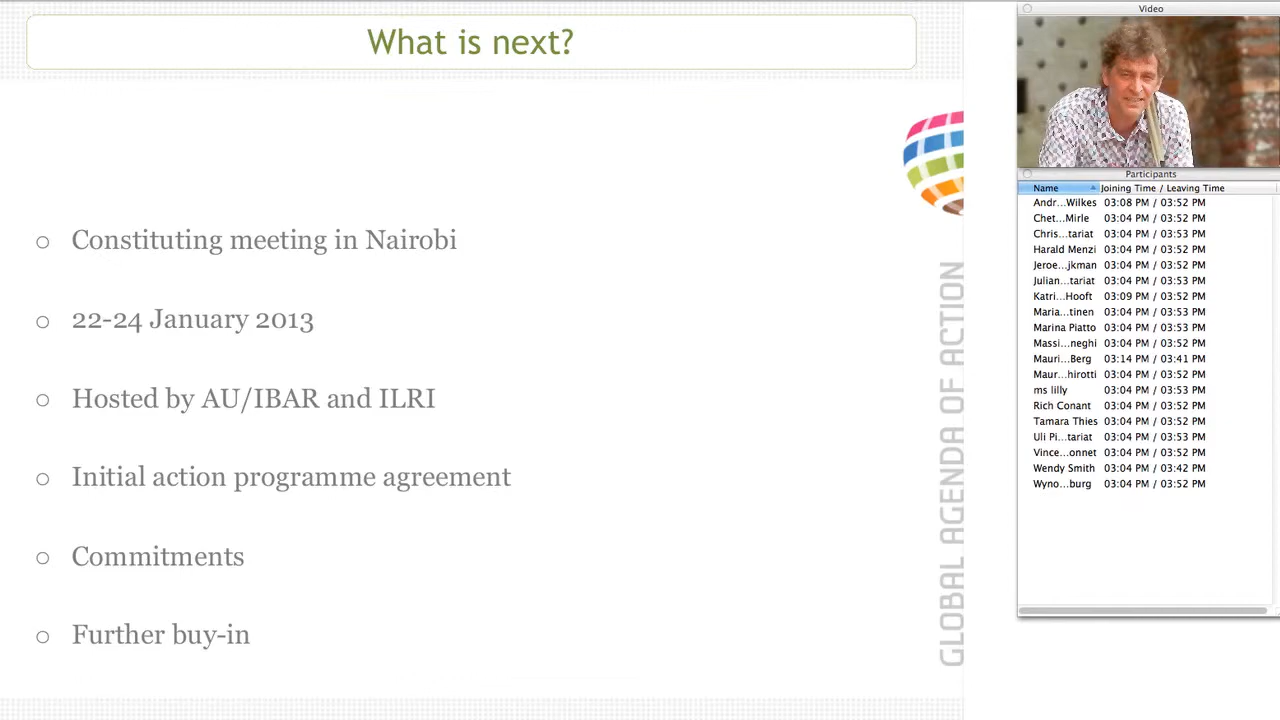 What is next?
Constituting meeting in Nairobi
22-24 January 2013
Hosted by AU/IBAR and ILRI
Initial action programme agreement
Commitments
Further buy-in
GLOBAL AGENDA OF ACTION
Video
Participants
Name Joining Time / Leaving Time
Andr...Wilkes 03:08 PM / 03:52 PM
Chet...Mirle 03:04 PM / 03:52 PM
Chris...tariat 03:04 PM / 03:53 PM
Harald Menzi 03:04 PM / 03:52 PM
Jeroe...jkman 03:04 PM / 03:52 PM
Julian...tariat 03:04 PM / 03:53 PM
Katri...Hooft 03:09 PM / 03:52 PM
Maria...tinen 03:04 PM / 03:53 PM
Marina Piatto 03:04 PM / 03:53 PM
Massi...neghi 03:04 PM / 03:52 PM
Mauri...Berg 03:14 PM / 03:41 PM
Maur...hirotti 03:04 PM / 03:52 PM
ms lilly 03:04 PM / 03:53 PM
Rich Conant 03:04 PM / 03:52 PM
Tamara Thies 03:04 PM / 03:52 PM
Uli Pi...tariat 03:04 PM / 03:53 PM
Vince...onnet 03:04 PM / 03:52 PM
Wendy Smith 03:04 PM / 03:42 PM
Wyno...burg 03:04 PM / 03:52 PM